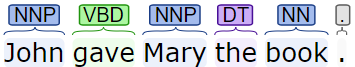 NNP VBD NNP DT NN .
John gave Mary the book .